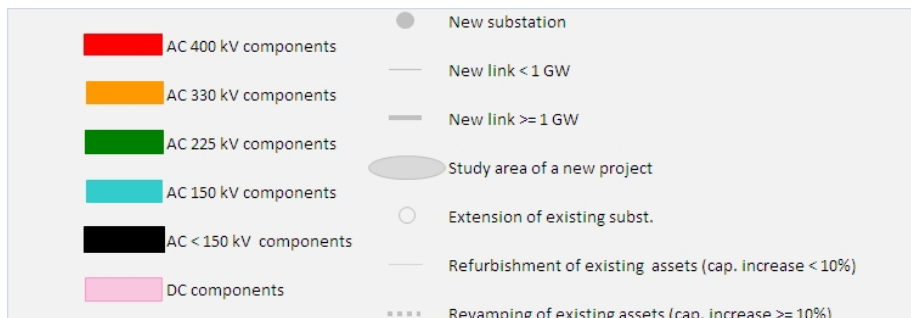 AC 400 kV components
AC 330 kV components
AC 225 kV components
AC 150 kV components
AC < 150 kV components
DC components
New substation
New link < 1 GW
New link >= 1 GW
Study area of a new project
Extension of existing subst.
Refurbishment of existing assets (cap. increase < 10%)
Revamping of existing assets (cap. increase >= 10%)